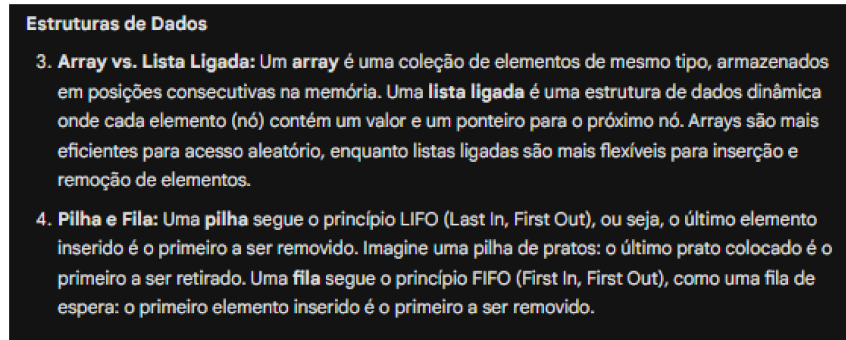 Estruturas de Dados
3. Array vs. Lista Ligada: Um array é uma coleção de elementos de mesmo tipo, armazenados
em posições consecutivas na memória. Uma lista ligada é uma estrutura de dados dinâmica
onde cada elemento (nó) contém um valor e um ponteiro para o próximo nó. Arrays são mais
eficientes para acesso aleatório, enquanto listas ligadas são mais flexíveis para inserção e
remoção de elementos.
4. Pilha e Fila: Uma pilha segue o princípio LIFO (Last In, First Out), ou seja, o último elemento
inserido é o primeiro a ser removido. Imagine uma pilha de pratos: o último prato colocado é o
primeiro a ser retirado. Uma fila segue o princípio FIFO (First In, First Out), como uma fila de
espera: o primeiro elemento inserido é o primeiro a ser removido.